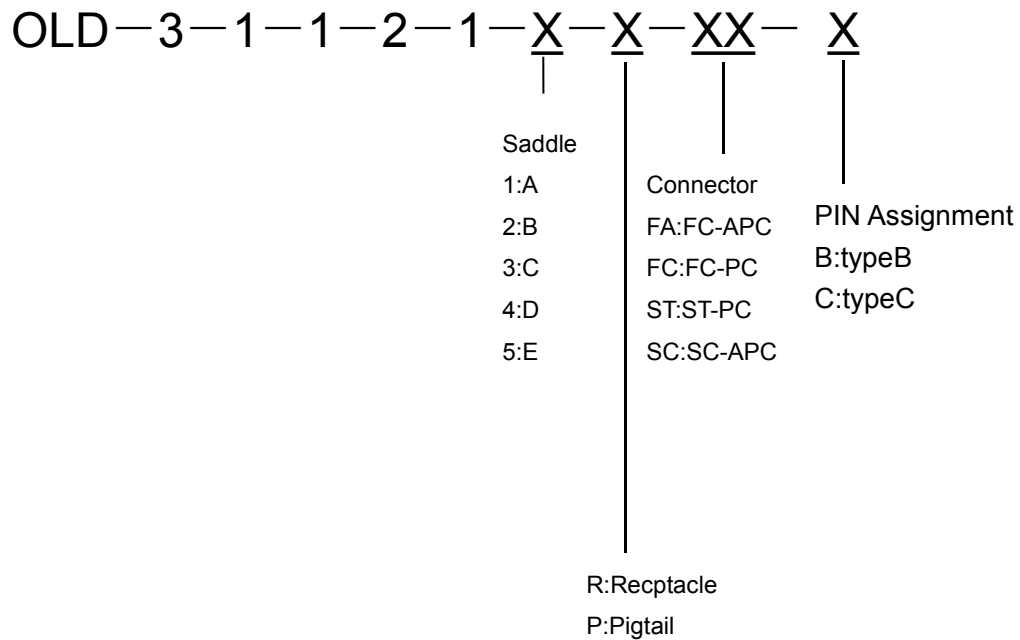 OLD－3－1－1－2－1－X－X－XX－ X
Saddle
1:A
2:B
3:C
4:D
5:E
Connector
FA:FC-APC
FC:FC-PC
ST:ST-PC
SC:SC-APC
PIN Assignment
B:typeB
C:typeC
R:Recptacle
P:Pigtail